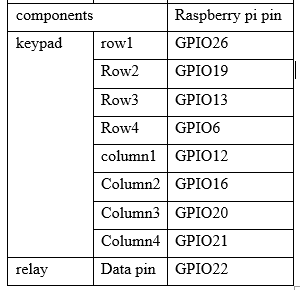 components Raspberry pi pin
keypad row1 GPIO26
Row2 GPIO19
Row3 GPIO13
Row4 GPIO6
column1 GPIO12
Column2 GPIO16
Column3 GPIO20
Column4 GPIO21
relay Data pin GPIO22